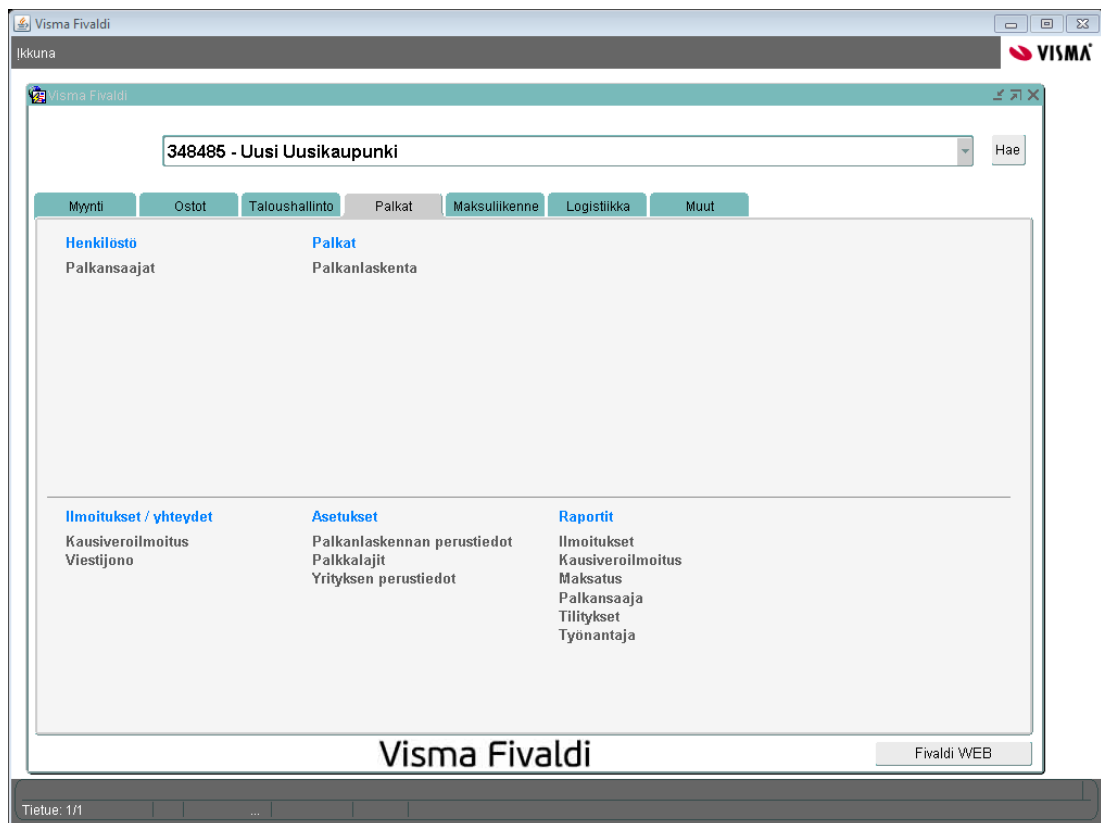 Visma Fivaldi
Ikkuna
VISMA
Visma Fivaldi
348485 - Uusi Uusikaupunki
Hae
Myynti Ostot Taloushallinto Palkat Maksuliikenne Logistiikka Muut
Henkilöstö Palkat
Palkansaajat Palkanlaskenta
Ilmoitukset / yhteydet Asetukset Raportit
Kausiveroilmoitus Palkanlaskennan perustiedot Ilmoitukset
Viestijono Palkkalajit Kausiveroilmoitus
Yrityksen perustiedot Maksatus
Palkansaaja
Tilitykset
Työnantaja
Visma Fivaldi Fivaldi WEB
Tietue: 1/1 ...